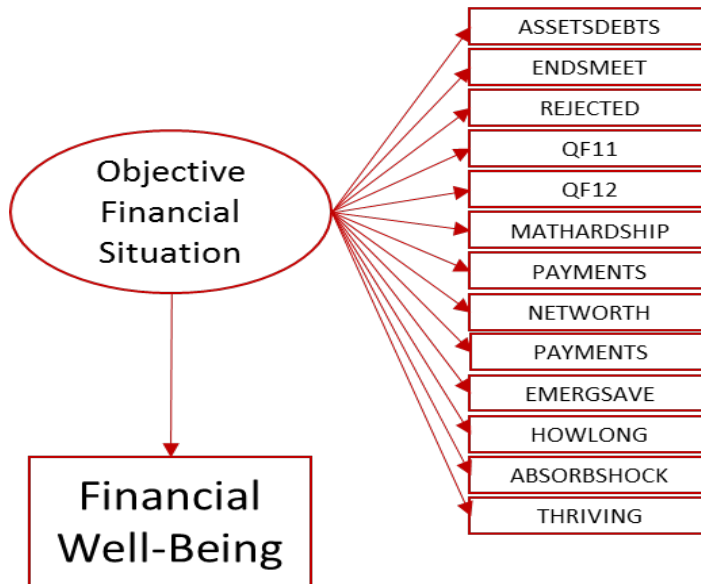 ASSETSDEBTS
ENDSMEET
REJECTED
QF11
QF12
MATHARDSHIP
PAYMENTS
NETWORTH
PAYMENTS
EMERGSAVE
HOWLONG
ABSORBSHOCK
THRIVING
Objective
Financial
Situation
Financial
Well-Being